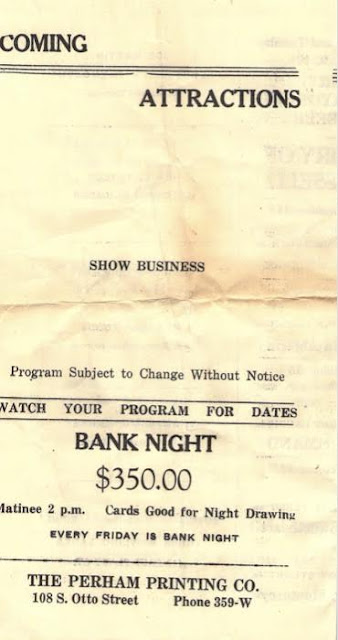 COMING
ATTRACTIONS
SHOW BUSINESS
Program Subject to Change Without Notice
WATCH YOUR PROGRAM FOR DATES
BANK NIGHT
$350.00
Matinee 2 p.m. Cards Good for Night Drawing
EVERY FRIDAY IS BANK NIGHT
THE PERHAM PRINTING CO.
108 S. Otto Street Phone 359-W